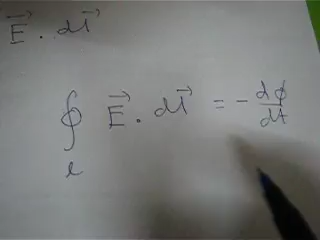 E⃗ . dl⃗
∮ E⃗ . dl⃗ = - dϕ/dt
l